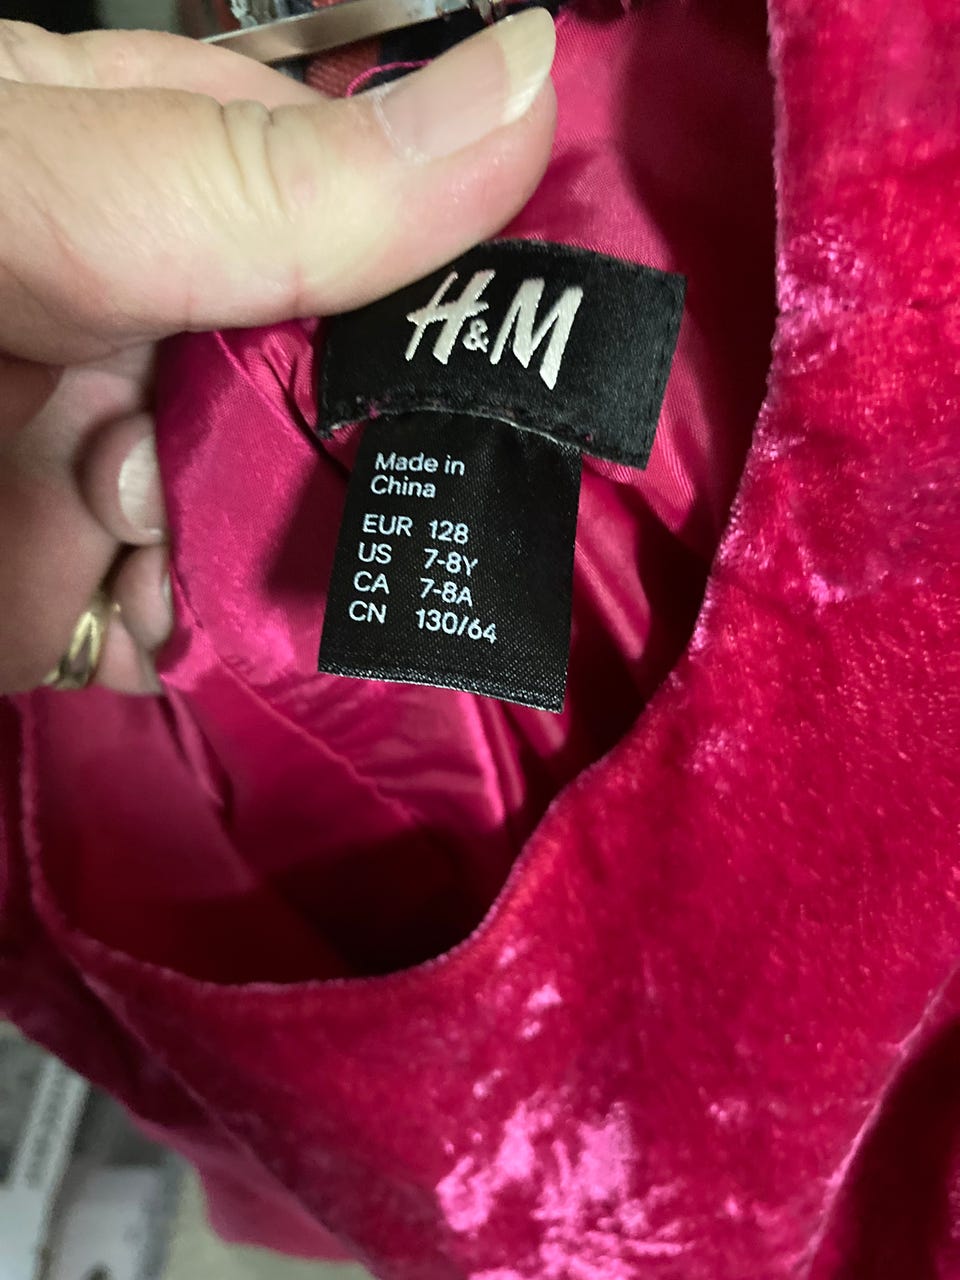 H&M
Made in
China
EUR 128
US 7-8Y
CA 7-8A
CN 130/64